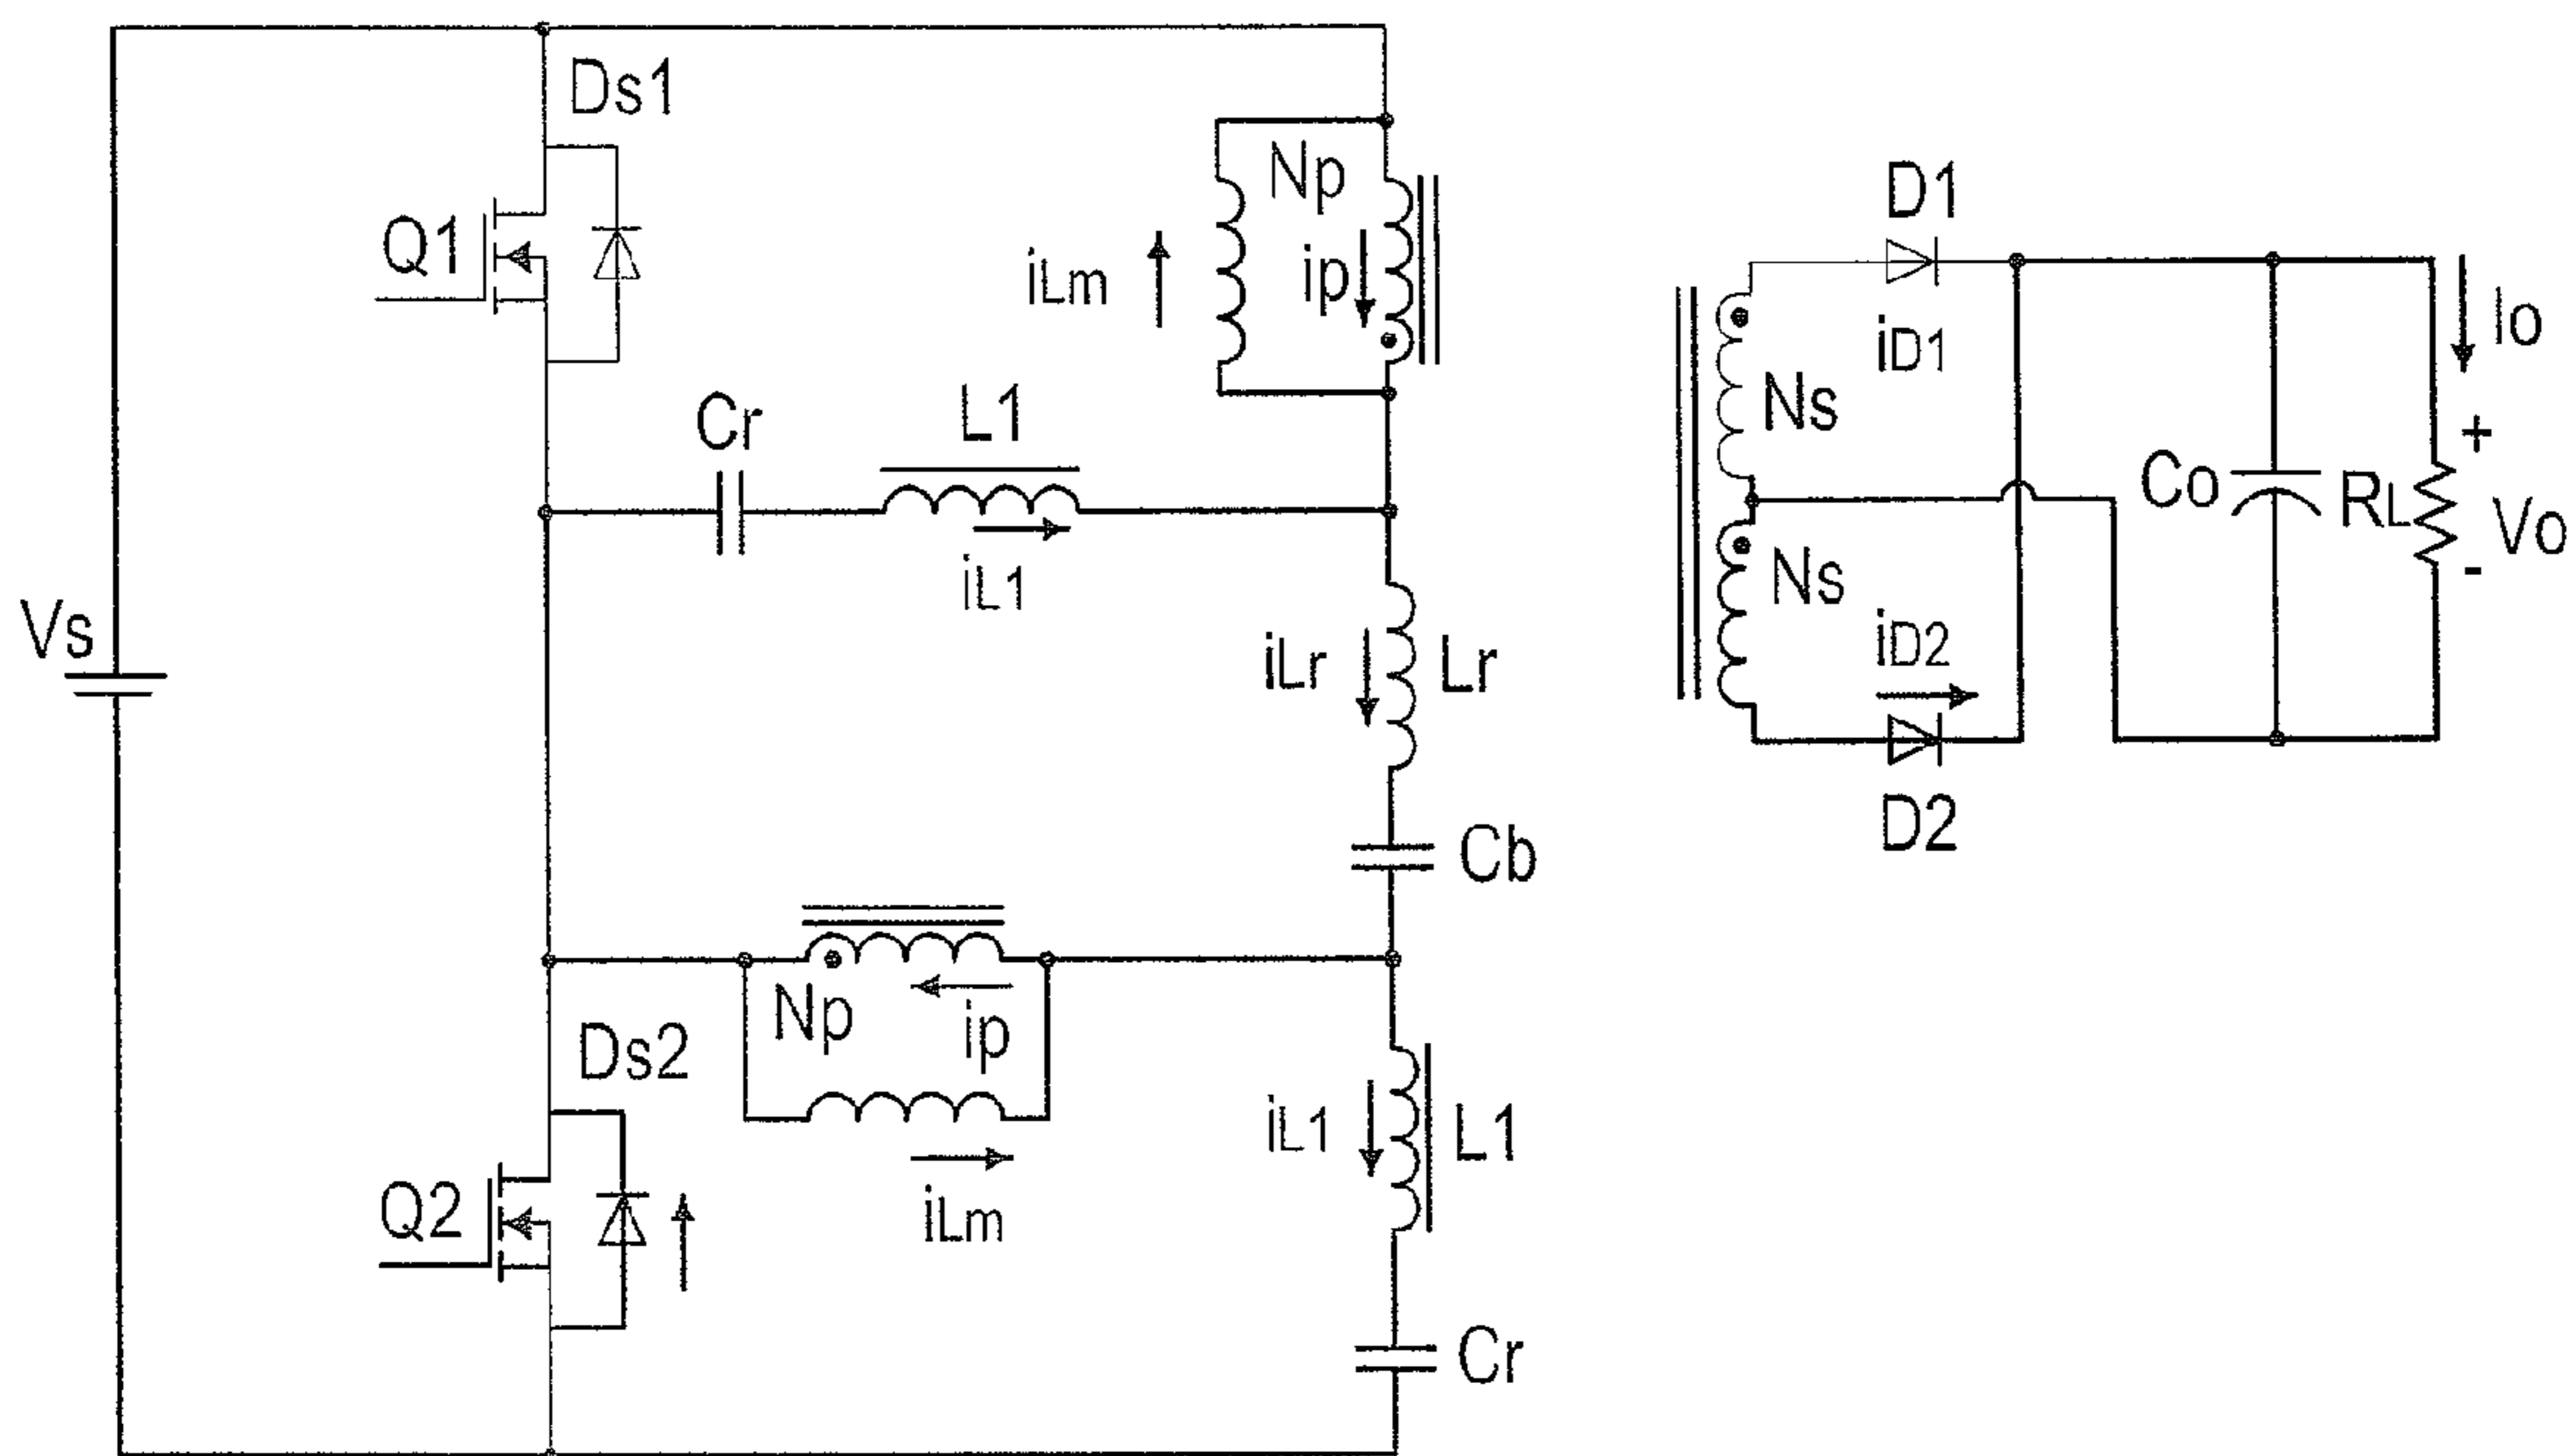 Ds1
Np
D1
Q1
iLm
ip
Io
iD1
Cr
L1
Ns
+
Co
RL
Vo
iL1
Ns
-
Vs
iLr
Lr
iD2
Cb
D2
Np
ip
Ds2
iL1
L1
Q2
iLm
Cr